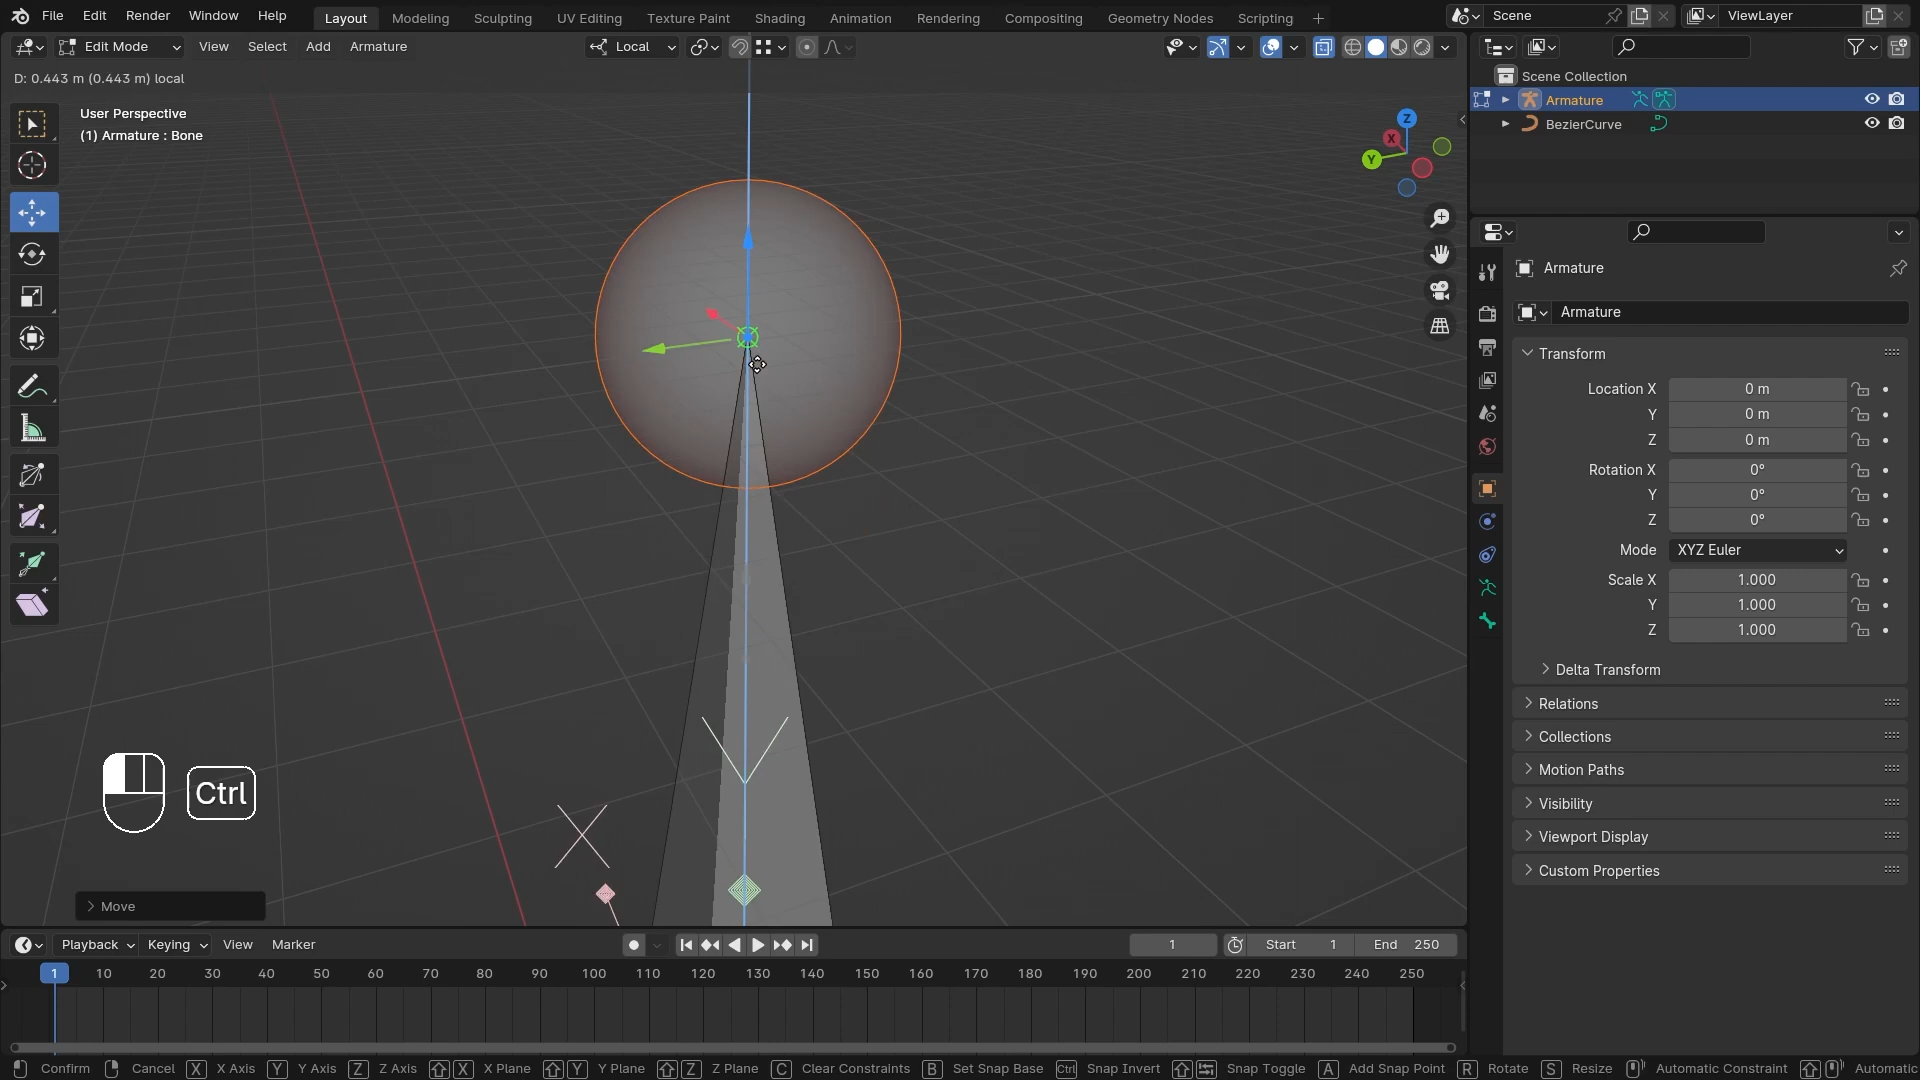 File Edit Render Window Help Layout Modeling Sculpting UV Editing Texture Paint Shading Animation Rendering Compositing Geometry Nodes Scripting + Scene ViewLayer
Edit Mode View Select Add Armature Local
D: 0.443 m (0.443 m) local
User Perspective
(1) Armature : Bone
Z
X
Y
Ctrl
Move
Scene Collection
Armature
BezierCurve
Armature
Armature
Transform
Location X 0 m
Y 0 m
Z 0 m
Rotation X 0°
Y 0°
Z 0°
Mode XYZ Euler
Scale X 1.000
Y 1.000
Z 1.000
Delta Transform
Relations
Collections
Motion Paths
Visibility
Viewport Display
Custom Properties
Playback Keying View Marker 1 Start 1 End 250
1 10 20 30 40 50 60 70 80 90 100 110 120 130 140 150 160 170 180 190 200 210 220 230 240 250
Confirm Cancel X X Axis Y Y Axis Z Z Axis X X Plane Y Y Plane Z Z Plane C Clear Constraints B Set Snap Base Ctrl Snap Invert Snap Toggle A Add Snap Point R Rotate S Resize Automatic Constraint Automatic